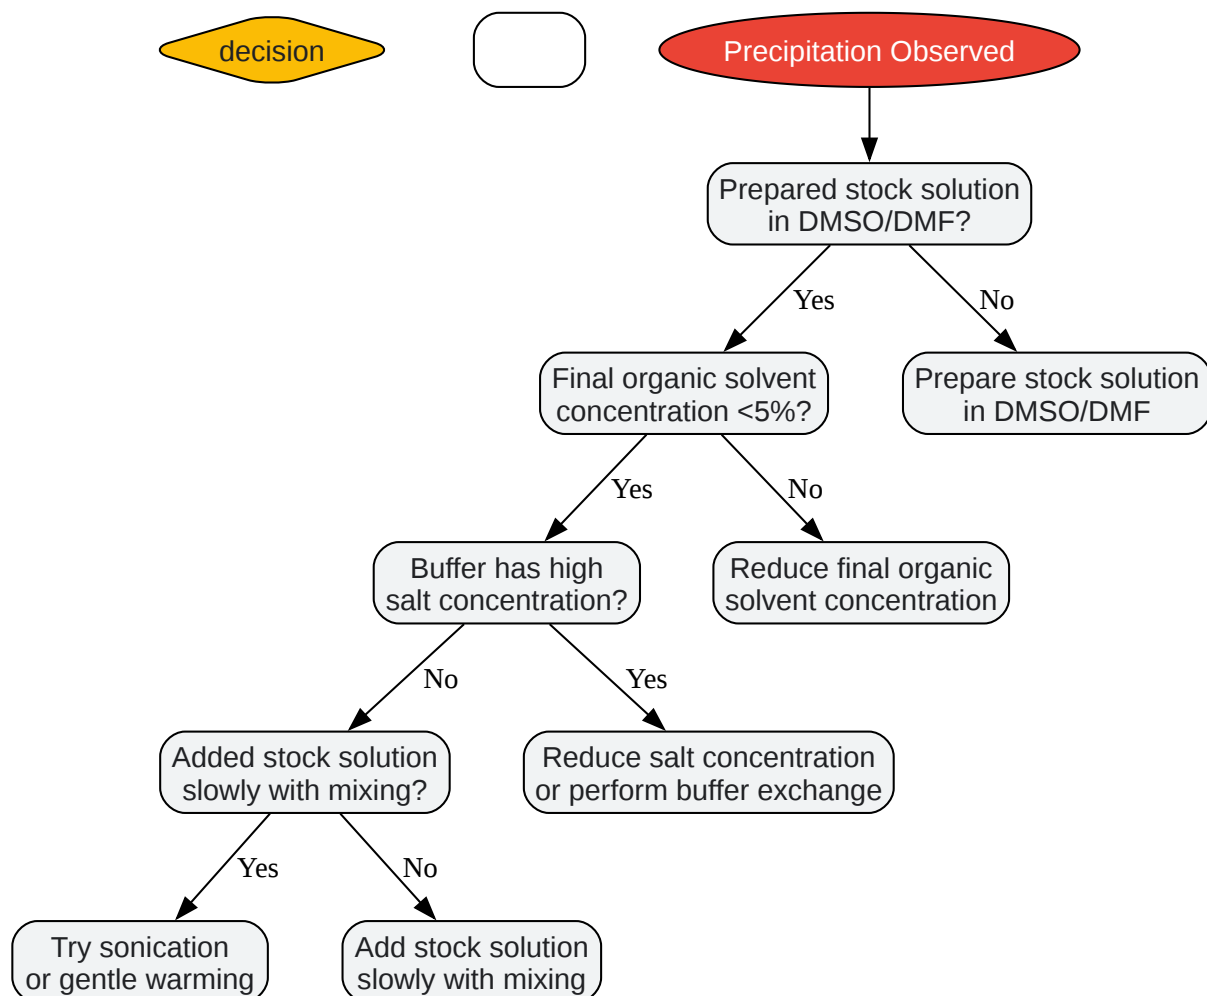 decision
Precipitation Observed
Prepared stock solution
in DMSO/DMF?
Yes
No
Final organic solvent
concentration <5%?
Prepare stock solution
in DMSO/DMF
Yes
No
Buffer has high
salt concentration?
Reduce final organic
solvent concentration
No
Yes
Added stock solution
slowly with mixing?
Reduce salt concentration
or perform buffer exchange
Yes
No
Try sonication
or gentle warming
Add stock solution
slowly with mixing